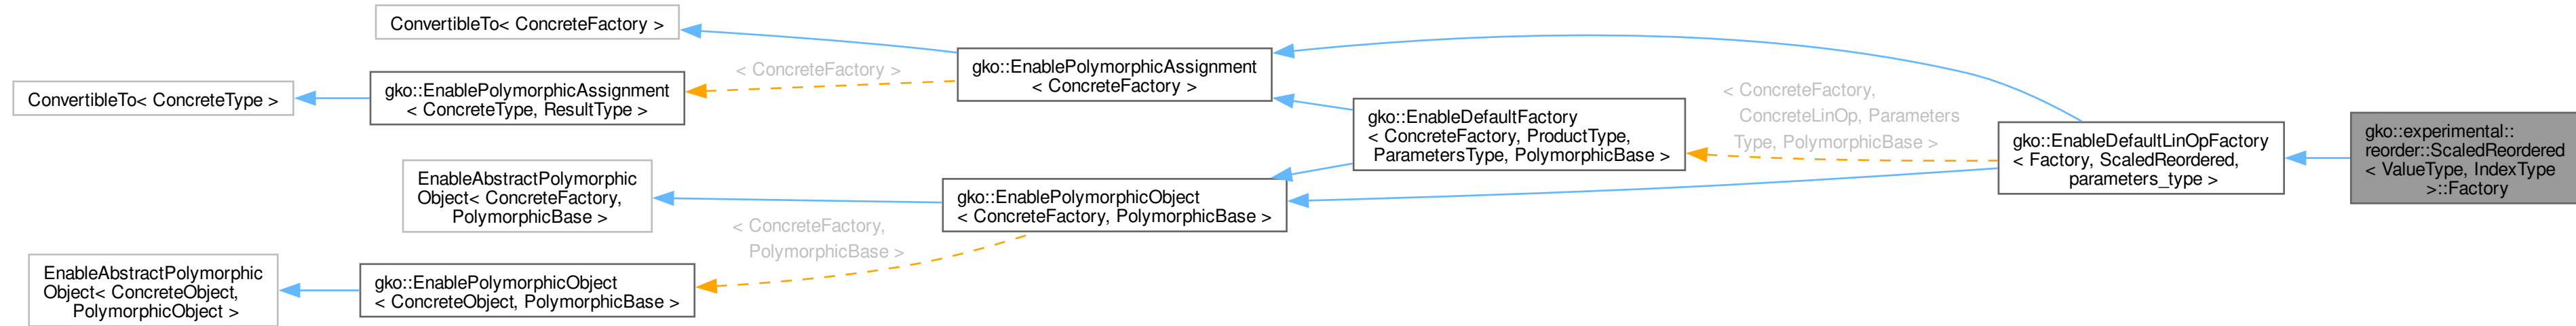 ConvertibleTo< ConcreteFactory >
ConvertibleTo< ConcreteType >
gko::EnablePolymorphicAssignment
< ConcreteType, ResultType >
< ConcreteFactory >
gko::EnablePolymorphicAssignment
< ConcreteFactory >
EnableAbstractPolymorphic
Object< ConcreteFactory,
PolymorphicBase >
EnableAbstractPolymorphic
Object< ConcreteObject,
PolymorphicObject >
gko::EnablePolymorphicObject
< ConcreteObject, PolymorphicBase >
< ConcreteFactory,
PolymorphicBase >
gko::EnablePolymorphicObject
< ConcreteFactory, PolymorphicBase >
gko::EnableDefaultFactory
< ConcreteFactory, ProductType,
ParametersType, PolymorphicBase >
< ConcreteFactory,
ConcreteLinOp, Parameters
Type, PolymorphicBase >
gko::EnableDefaultLinOpFactory
< Factory, ScaledReordered,
parameters_type >
gko::experimental::
reorder::ScaledReordered
< ValueType, IndexType
>::Factory